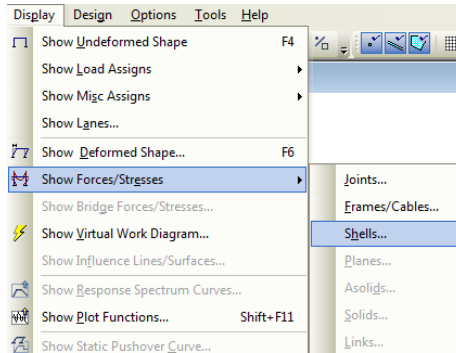 Display Design Options Tools Help
Show Undeformed Shape F4
Show Load Assigns
Show Misc Assigns
Show Lanes...
Show Deformed Shape... F6
Show Forces/Stresses
Joints...
Show Bridge Forces/Stresses...
Frames/Cables...
Show Virtual Work Diagram...
Shells...
Show Influence Lines/Surfaces...
Planes...
Show Response Spectrum Curves...
Asolids...
Show Plot Functions... Shift+F11
Solids...
Show Static Pushover Curve...
Links...